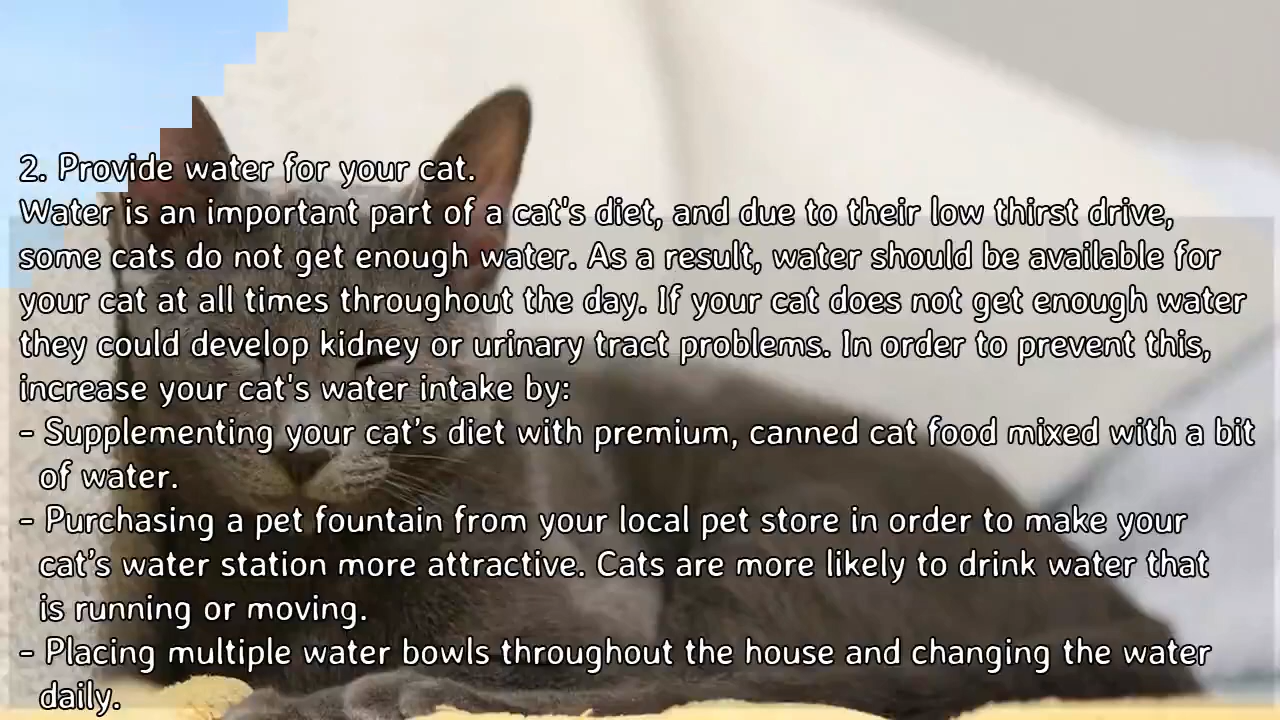 2. Provide water for your cat.
Water is an important part of a cat's diet, and due to their low thirst drive,
some cats do not get enough water. As a result, water should be available for
your cat at all times throughout the day. If your cat does not get enough water
they could develop kidney or urinary tract problems. In order to prevent this,
increase your cat's water intake by:
- Supplementing your cat’s diet with premium, canned cat food mixed with a bit
of water.
- Purchasing a pet fountain from your local pet store in order to make your
cat’s water station more attractive. Cats are more likely to drink water that
is running or moving.
- Placing multiple water bowls throughout the house and changing the water
daily.